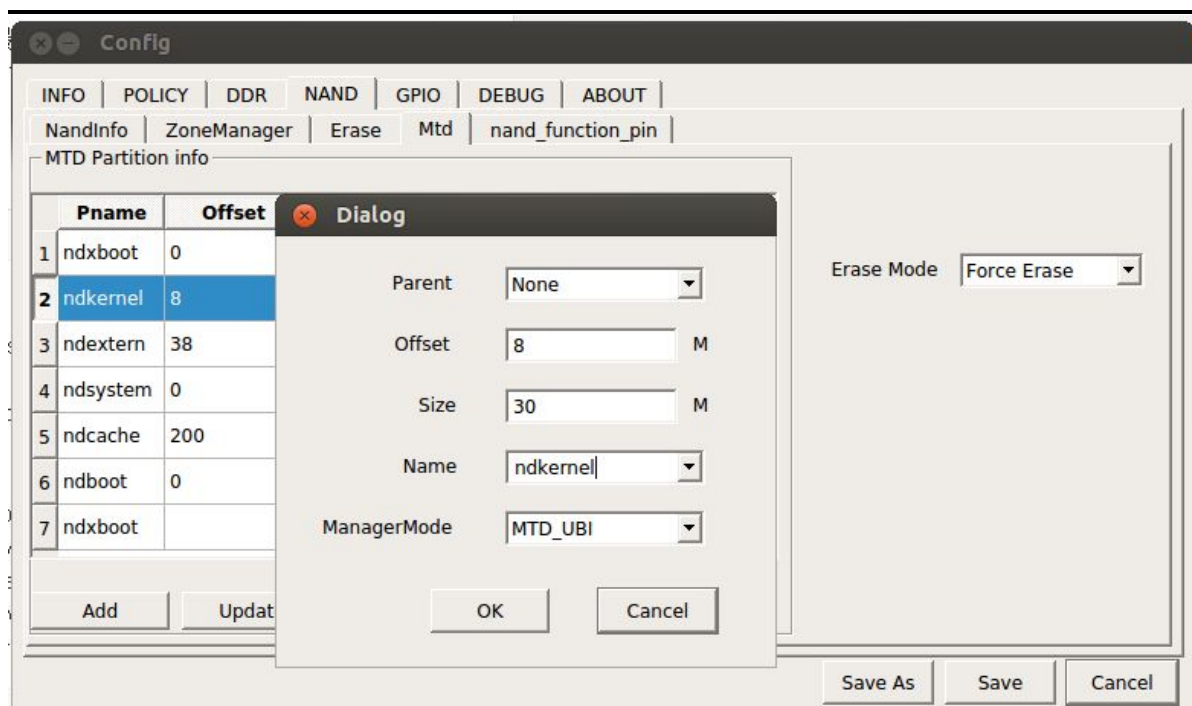 Config
INFO POLICY DDR NAND GPIO DEBUG ABOUT
NandInfo ZoneManager Erase Mtd nand_function_pin
MTD Partition info
Pname Offset
1 ndxboot 0
2 ndkernel 8
3 ndextern 38
4 ndsystem 0
5 ndcache 200
6 ndboot 0
7 ndxboot
Add Updat
Dialog
Parent None
Offset 8 M
Size 30 M
Name ndkernel
ManagerMode MTD_UBI
OK Cancel
Erase Mode Force Erase
Save As Save Cancel